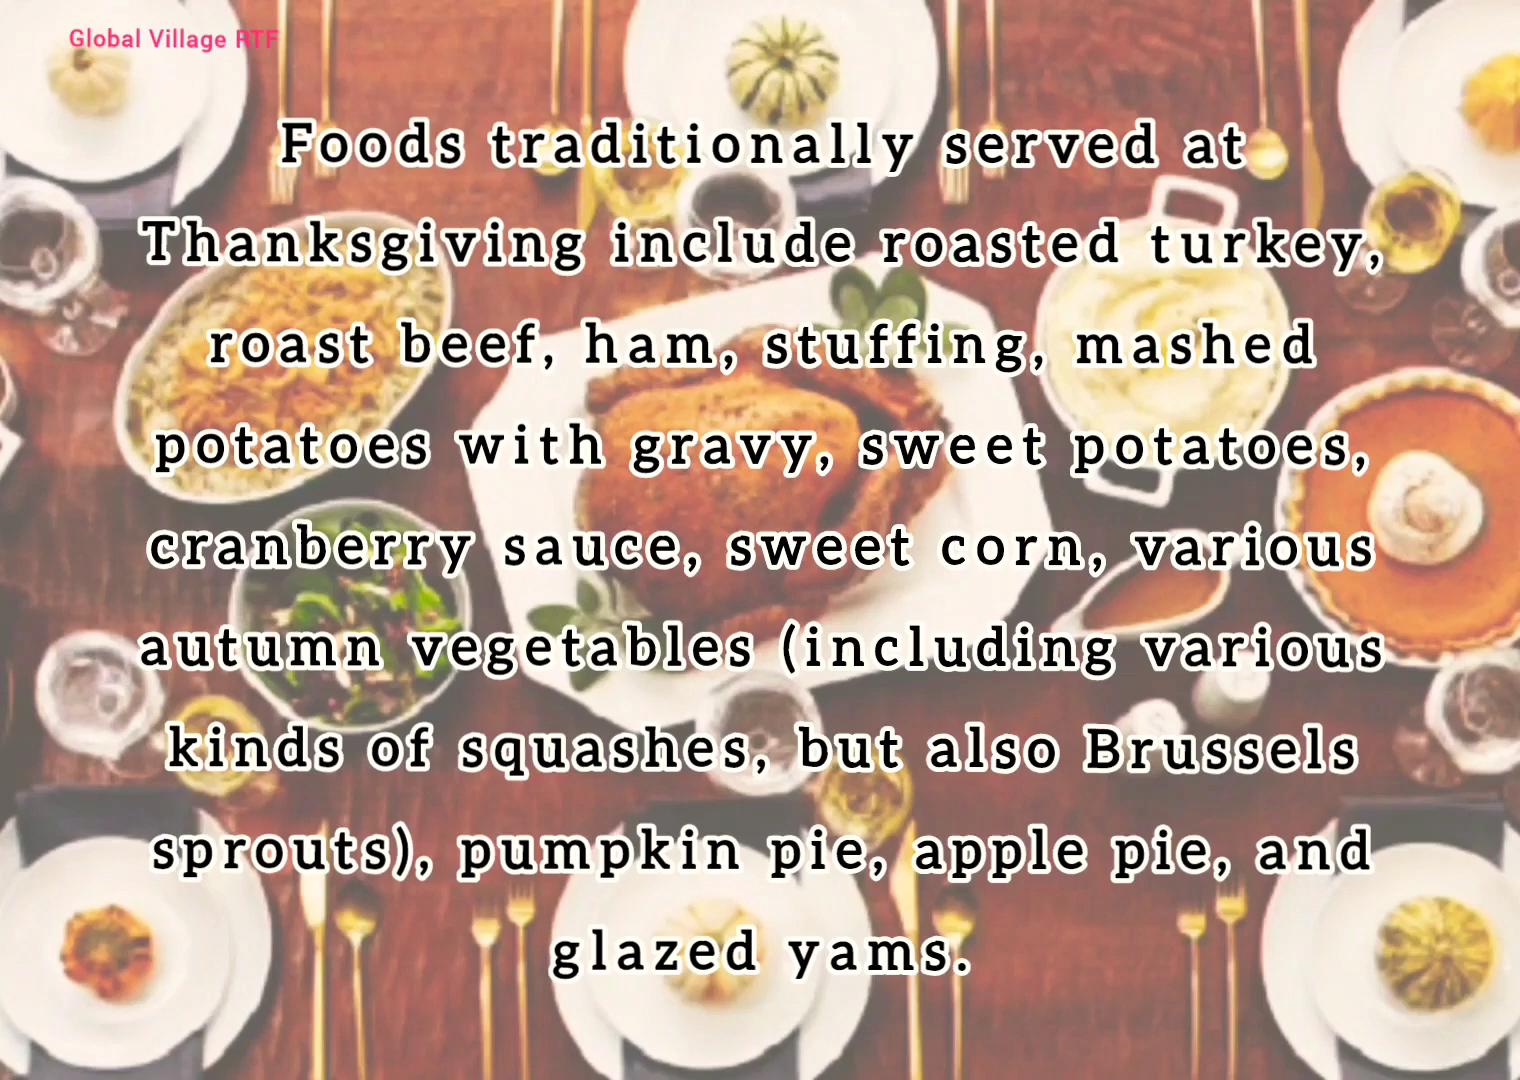 Global Village RTF
Foods traditionally served at
Thanksgiving include roasted turkey,
roast beef, ham, stuffing, mashed
potatoes with gravy, sweet potatoes,
cranberry sauce, sweet corn, various
autumn vegetables (including various
kinds of squashes, but also Brussels
sprouts), pumpkin pie, apple pie, and
glazed yams.